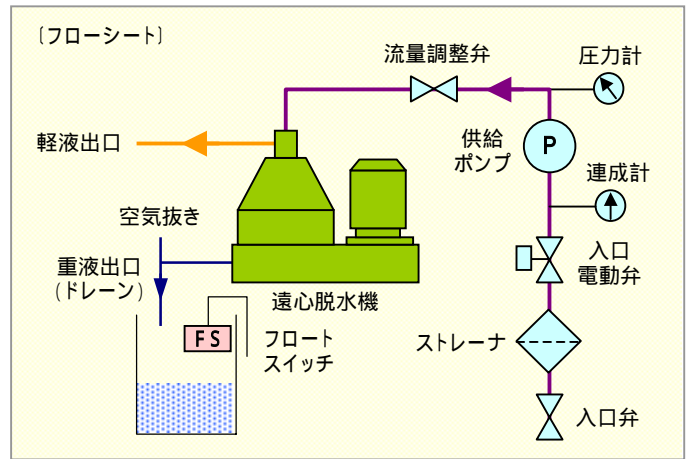 〔フローシート〕
流量調整弁
圧力計
軽液出口
供給
ポンプ
P
連成計
空気抜き
入口
電動弁
重液出口
(ドレーン)
遠心脱水機
FS
フロート
スイッチ
ストレーナ
入口弁